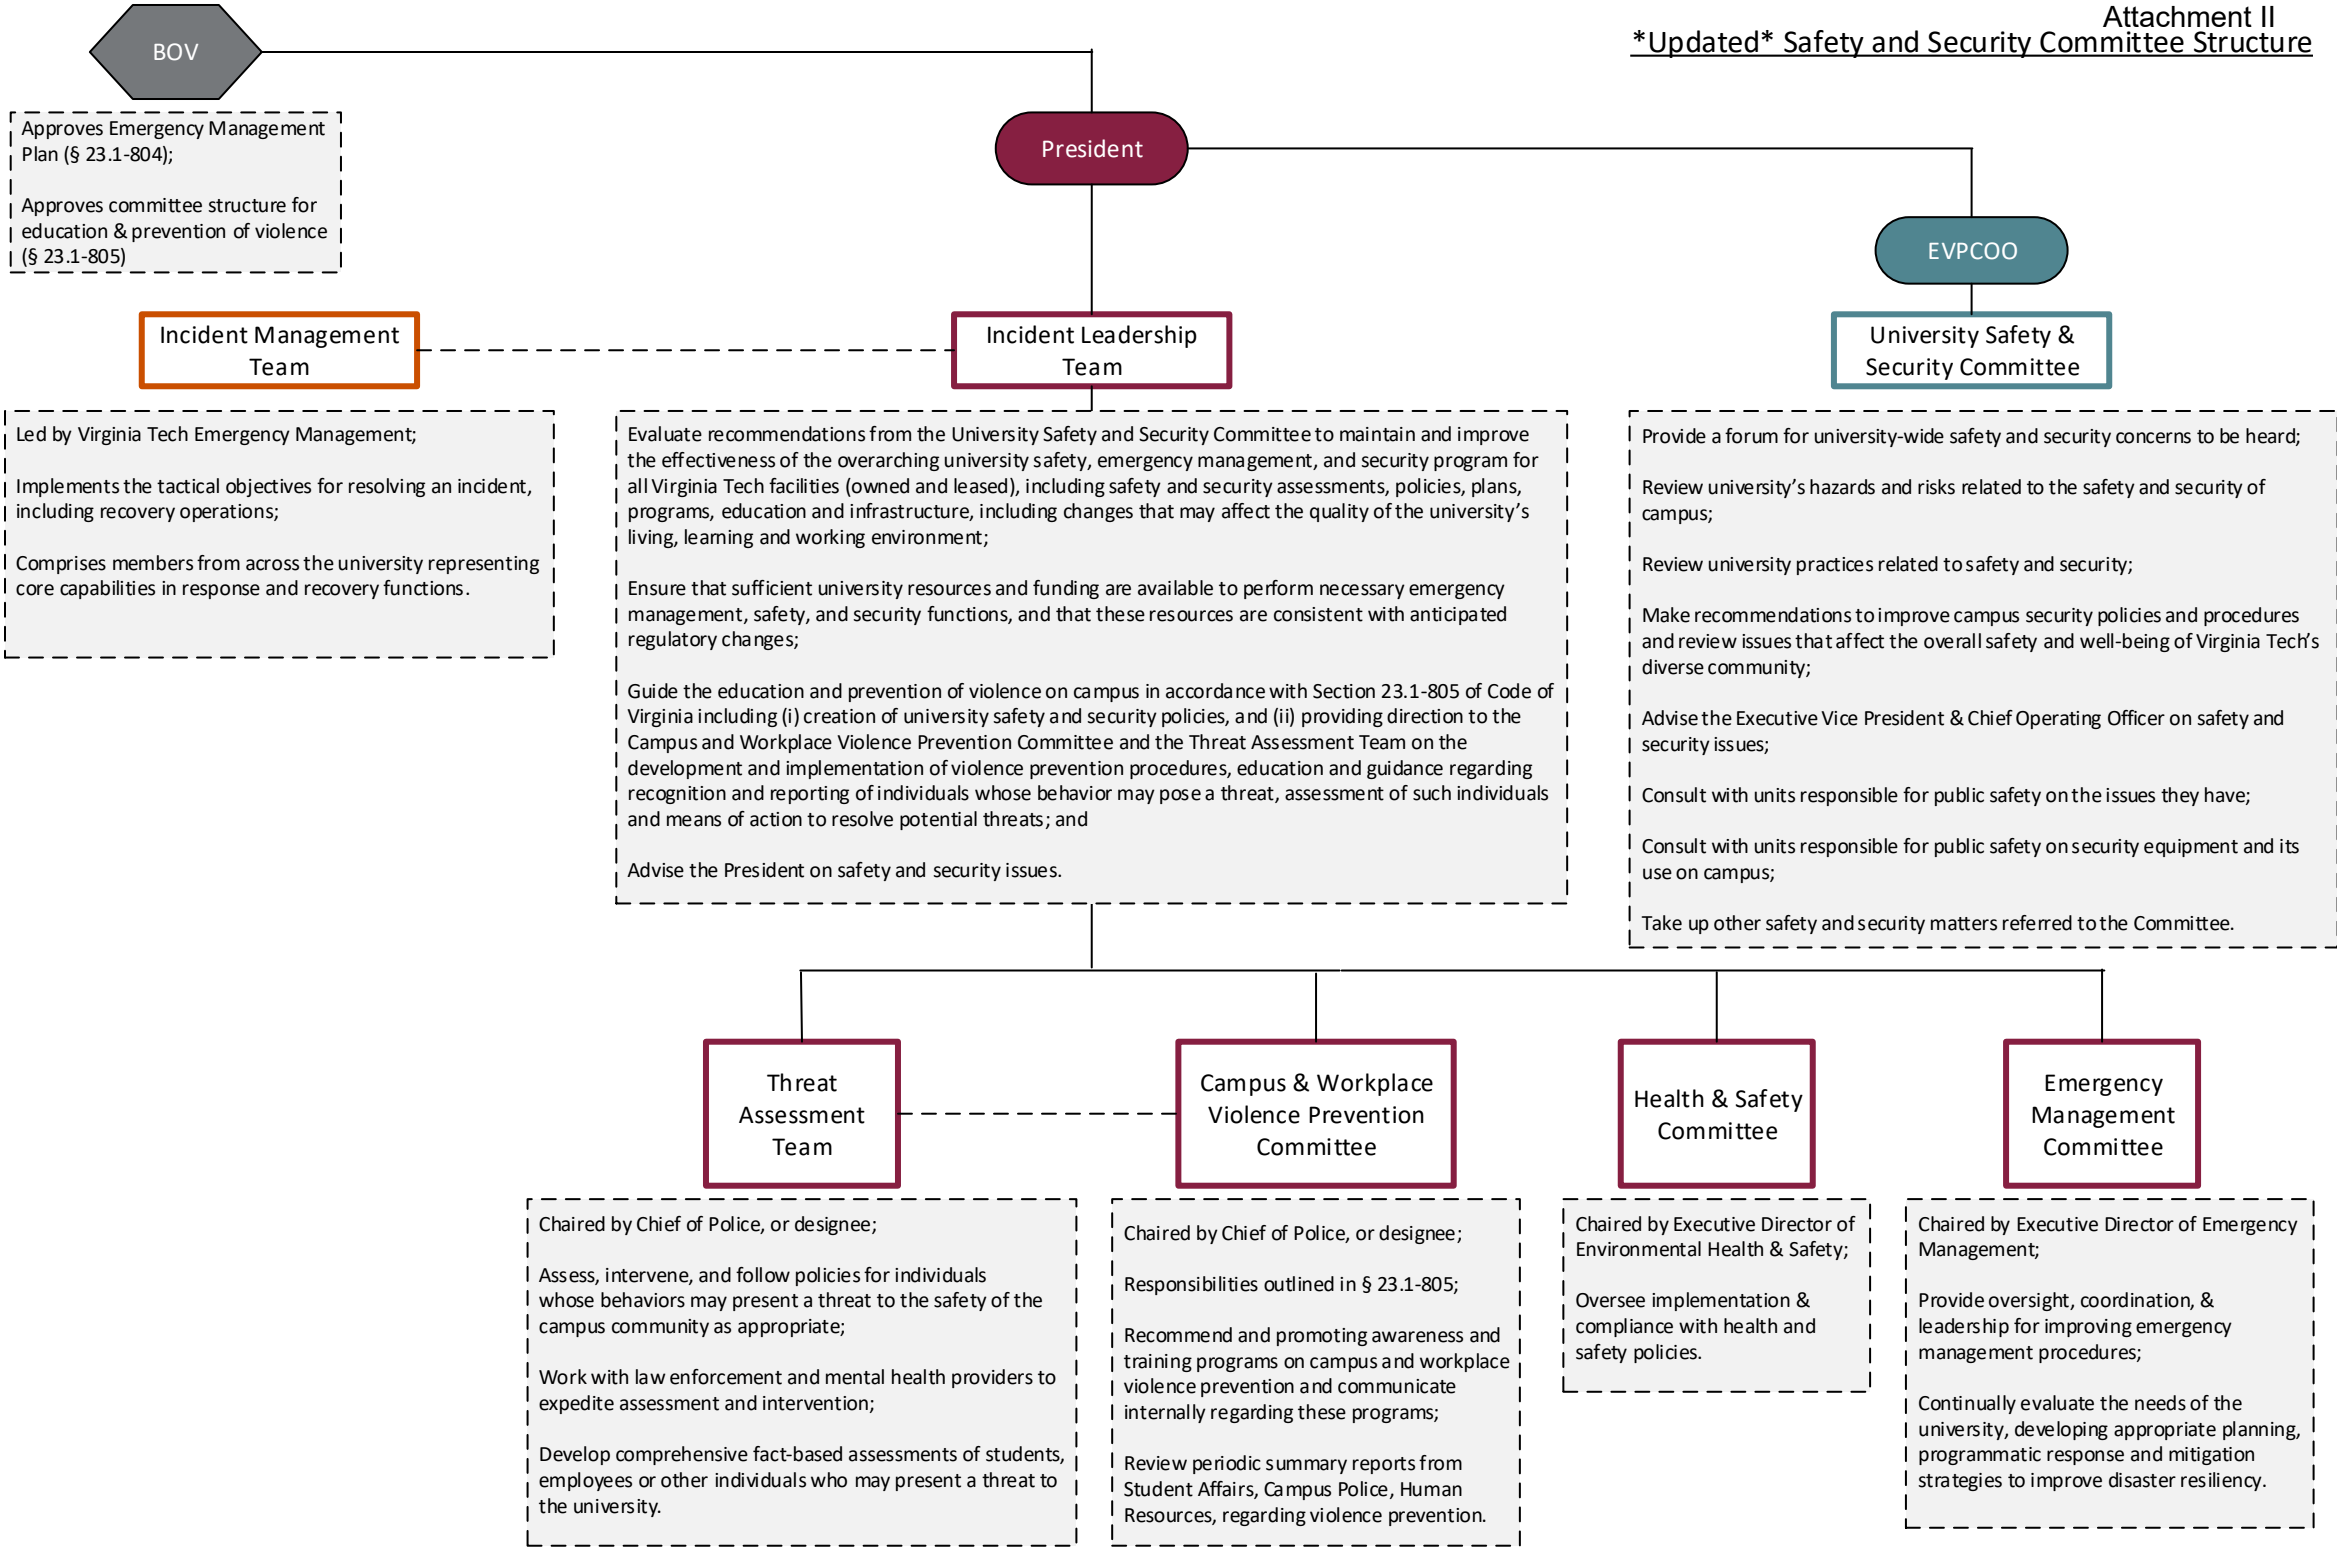 Attachment II
*Updated* Safety and Security Committee Structure
BOV
Approves Emergency Management
Plan (§ 23.1-804);
Approves committee structure for
education & prevention of violence
(§ 23.1-805)
President
EVPCOO
Incident Management
Team
Incident Leadership
Team
University Safety &
Security Committee
Led by Virginia Tech Emergency Management;
Implements the tactical objectives for resolving an incident,
including recovery operations;
Comprises members from across the university representing
core capabilities in response and recovery functions.
Evaluate recommendations from the University Safety and Security Committee to maintain and improve
the effectiveness of the overarching university safety, emergency management, and security program for
all Virginia Tech facilities (owned and leased), including safety and security assessments, policies, plans,
programs, education and infrastructure, including changes that may affect the quality of the university’s
living, learning and working environment;
Ensure that sufficient university resources and funding are available to perform necessary emergency
management, safety, and security functions, and that these resources are consistent with anticipated
regulatory changes;
Guide the education and prevention of violence on campus in accordance with Section 23.1-805 of Code of
Virginia including (i) creation of university safety and security policies, and (ii) providing direction to the
Campus and Workplace Violence Prevention Committee and the Threat Assessment Team on the
development and implementation of violence prevention procedures, education and guidance regarding
recognition and reporting of individuals whose behavior may pose a threat, assessment of such individuals
and means of action to resolve potential threats; and
Advise the President on safety and security issues.
Provide a forum for university-wide safety and security concerns to be heard;
Review university’s hazards and risks related to the safety and security of
campus;
Review university practices related to safety and security;
Make recommendations to improve campus security policies and procedures
and review issues that affect the overall safety and well-being of Virginia Tech’s
diverse community;
Advise the Executive Vice President & Chief Operating Officer on safety and
security issues;
Consult with units responsible for public safety on the issues they have;
Consult with units responsible for public safety on security equipment and its
use on campus;
Take up other safety and security matters referred to the Committee.
Threat
Assessment
Team
Campus & Workplace
Violence Prevention
Committee
Health & Safety
Committee
Emergency
Management
Committee
Chaired by Chief of Police, or designee;
Assess, intervene, and follow policies for individuals
whose behaviors may present a threat to the safety of the
campus community as appropriate;
Work with law enforcement and mental health providers to
expedite assessment and intervention;
Develop comprehensive fact-based assessments of students,
employees or other individuals who may present a threat to
the university.
Chaired by Chief of Police, or designee;
Responsibilities outlined in § 23.1-805;
Recommend and promoting awareness and
training programs on campus and workplace
violence prevention and communicate
internally regarding these programs;
Review periodic summary reports from
Student Affairs, Campus Police, Human
Resources, regarding violence prevention.
Chaired by Executive Director of
Environmental Health & Safety;
Oversee implementation &
compliance with health and
safety policies.
Chaired by Executive Director of Emergency
Management;
Provide oversight, coordination, &
leadership for improving emergency
management procedures;
Continually evaluate the needs of the
university, developing appropriate planning,
programmatic response and mitigation
strategies to improve disaster resiliency.